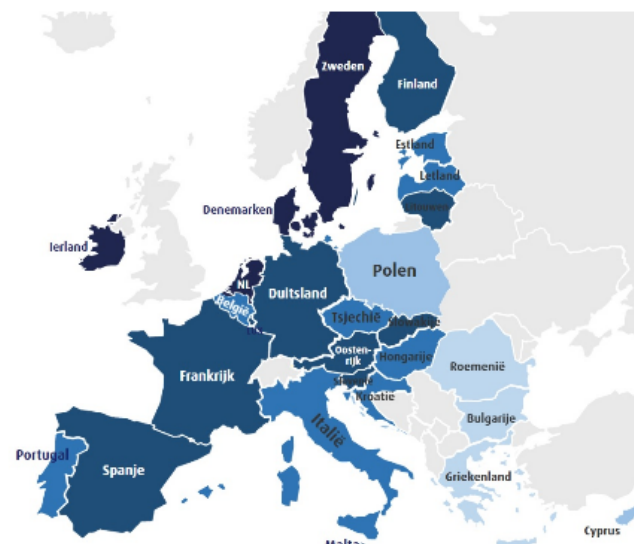 Zweden
Finland
Estland
Letland
Litouwen
Denemarken
Ierland
NL
België
Duitsland
Polen
Tsjechië
Slowakije
Oosten-
rijk
Hongarije
Roemenië
Frankrijk
Slovenië
Kroatië
Italië
Bulgarije
Portugal
Spanje
Griekenland
Malta
Cyprus